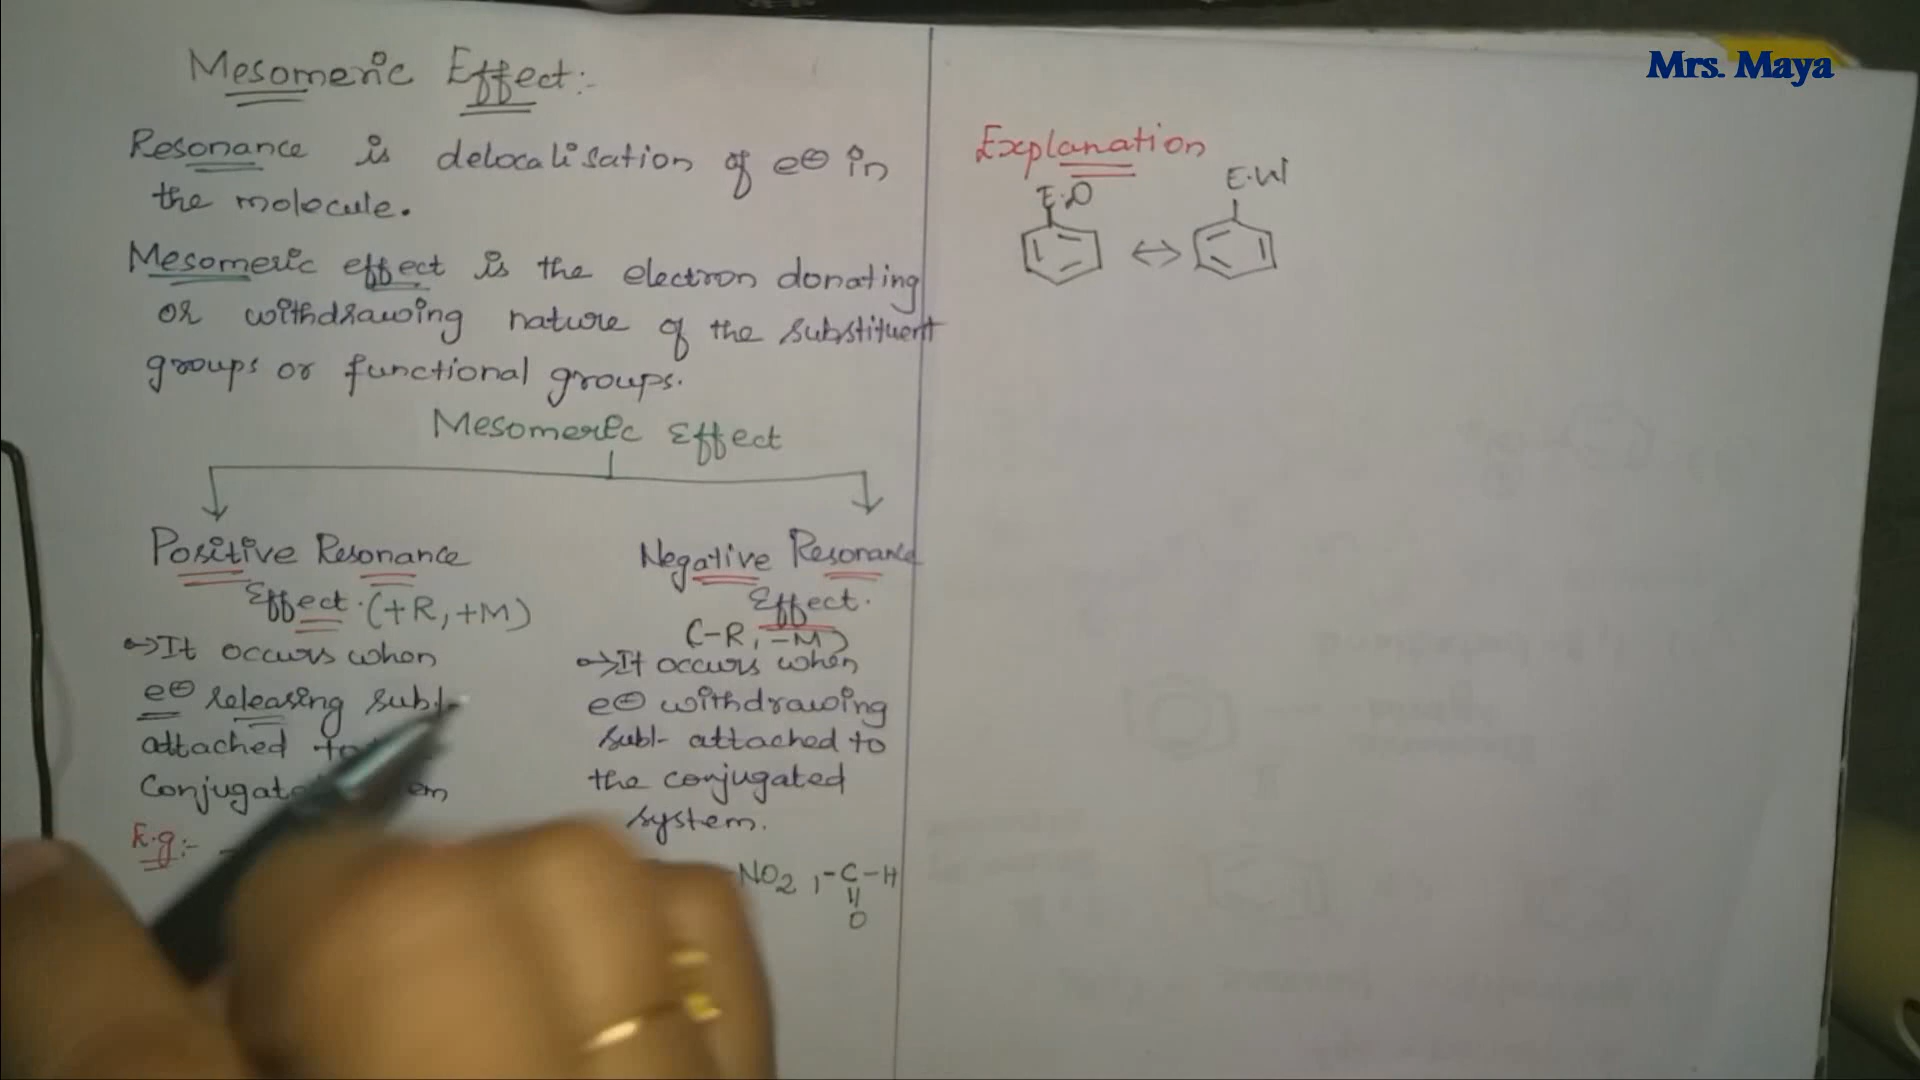 Mesomeric Effect:-
Resonance is delocalisation of e⊖ in
the molecule.
Mesomeric effect is the electron donating
or withdrawing nature of the substituent
groups or functional groups.
Mesomeric Effect
Positive Resonance
Effect. (+R, +M)
It occurs when
e⊖ releasing
attached
E.g:-
Negative Resonance
Effect.
(-R, -M)
It occurs when
e⊖ withdrawing
subt- attached to
the conjugated
system.
-NO2, -C-H
O
Mrs. Maya
Explanation
E.D
E.W